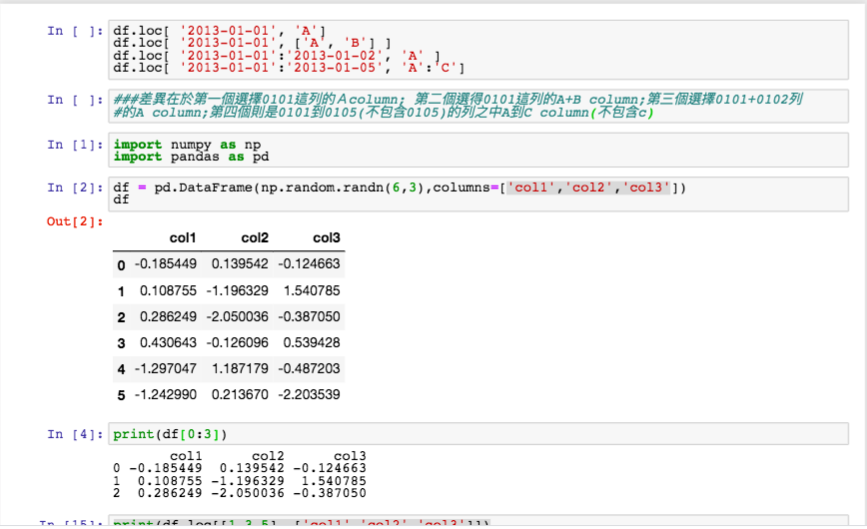 In [ ]: df.loc[ '2013-01-01', 'A']
df.loc[ '2013-01-01', ['A', 'B'] ]
df.loc[ '2013-01-01':'2013-01-02', 'A' ]
df.loc[ '2013-01-01':'2013-01-05', 'A':'C']
In [ ]: ###差異在於第一個選擇0101這列的Ａcolumn; 第二個選得0101這列的A+B column;第三個選擇0101+0102列
#的A column;第四個則是0101到0105(不包含0105)的列之中A到C column(不包含c)
In [1]: import numpy as np
import pandas as pd
In [2]: df = pd.DataFrame(np.random.randn(6,3),columns=['col1','col2','col3'])
df
Out[2]:
col1 col2 col3
0 -0.185449 0.139542 -0.124663
1 0.108755 -1.196329 1.540785
2 0.286249 -2.050036 -0.387050
3 0.430643 -0.126096 0.539428
4 -1.297047 1.187179 -0.487203
5 -1.242990 0.213670 -2.203539
In [4]: print(df[0:3])
col1 col2 col3
0 -0.185449 0.139542 -0.124663
1 0.108755 -1.196329 1.540785
2 0.286249 -2.050036 -0.387050
In [15]: print(df.loc[[1,3,5], ['col1','col2','col3']])